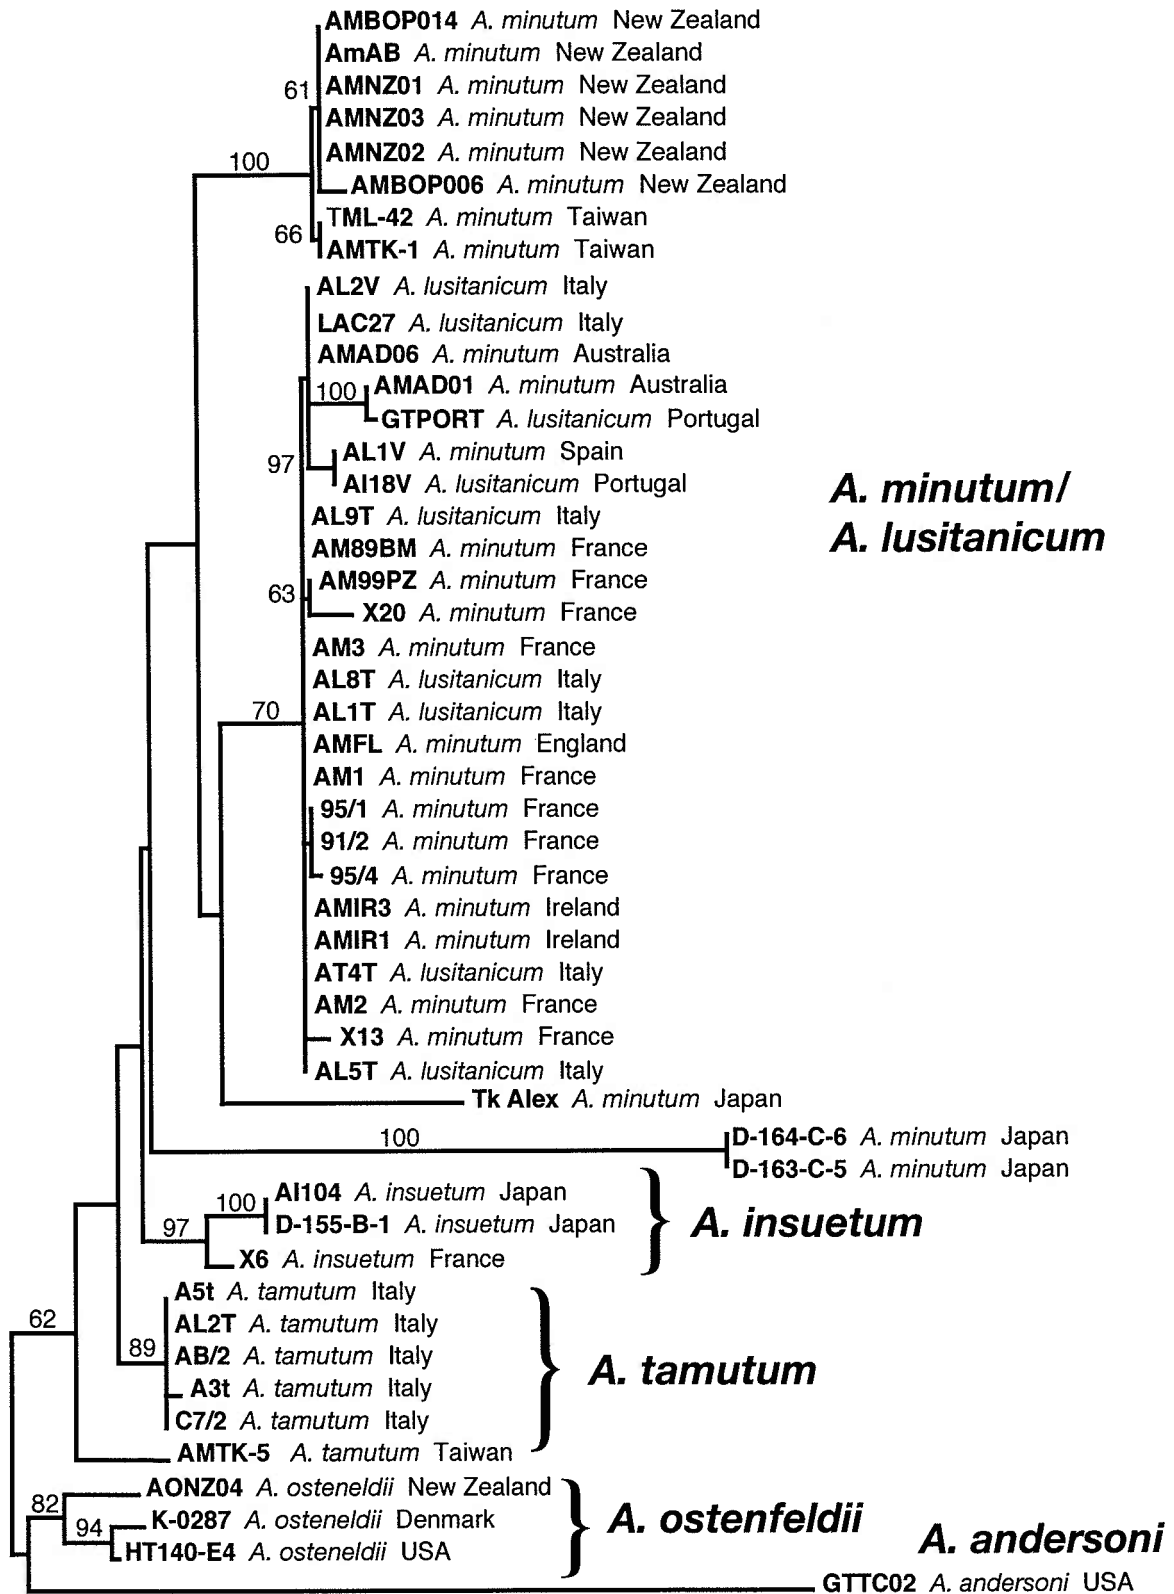 AMBOP014 A. minutum New Zealand
AmAB A. minutum New Zealand
61
AMNZ01 A. minutum New Zealand
AMNZ03 A. minutum New Zealand
AMNZ02 A. minutum New Zealand
100
AMBOP006 A. minutum New Zealand
TML-42 A. minutum Taiwan
66
AMTK-1 A. minutum Taiwan
AL2V A. lusitanicum Italy
LAC27 A. lusitanicum Italy
AMAD06 A. minutum Australia
100 AMAD01 A. minutum Australia
GTPORT A. lusitanicum Portugal
AL1V A. minutum Spain
97
AI18V A. lusitanicum Portugal
A. minutum/
A. lusitanicum
AL9T A. lusitanicum Italy
AM89BM A. minutum France
AM99PZ A. minutum France
63
X20 A. minutum France
AM3 A. minutum France
AL8T A. lusitanicum Italy
70 AL1T A. lusitanicum Italy
AMFL A. minutum England
AM1 A. minutum France
95/1 A. minutum France
91/2 A. minutum France
95/4 A. minutum France
AMIR3 A. minutum Ireland
AMIR1 A. minutum Ireland
AT4T A. lusitanicum Italy
AM2 A. minutum France
X13 A. minutum France
AL5T A. lusitanicum Italy
Tk Alex A. minutum Japan
100 D-164-C-6 A. minutum Japan
D-163-C-5 A. minutum Japan
100 AI104 A. insuetum Japan
97 D-155-B-1 A. insuetum Japan
A. insuetum
X6 A. insuetum France
A5t A. tamutum Italy
62 AL2T A. tamutum Italy
89 AB/2 A. tamutum Italy
A. tamutum
A3t A. tamutum Italy
C7/2 A. tamutum Italy
AMTK-5 A. tamutum Taiwan
AONZ04 A. osteneldii New Zealand
82
94 K-0287 A. osteneldii Denmark
A. ostenfeldii
HT140-E4 A. osteneldii USA
A. andersoni
GTTC02 A. andersoni USA